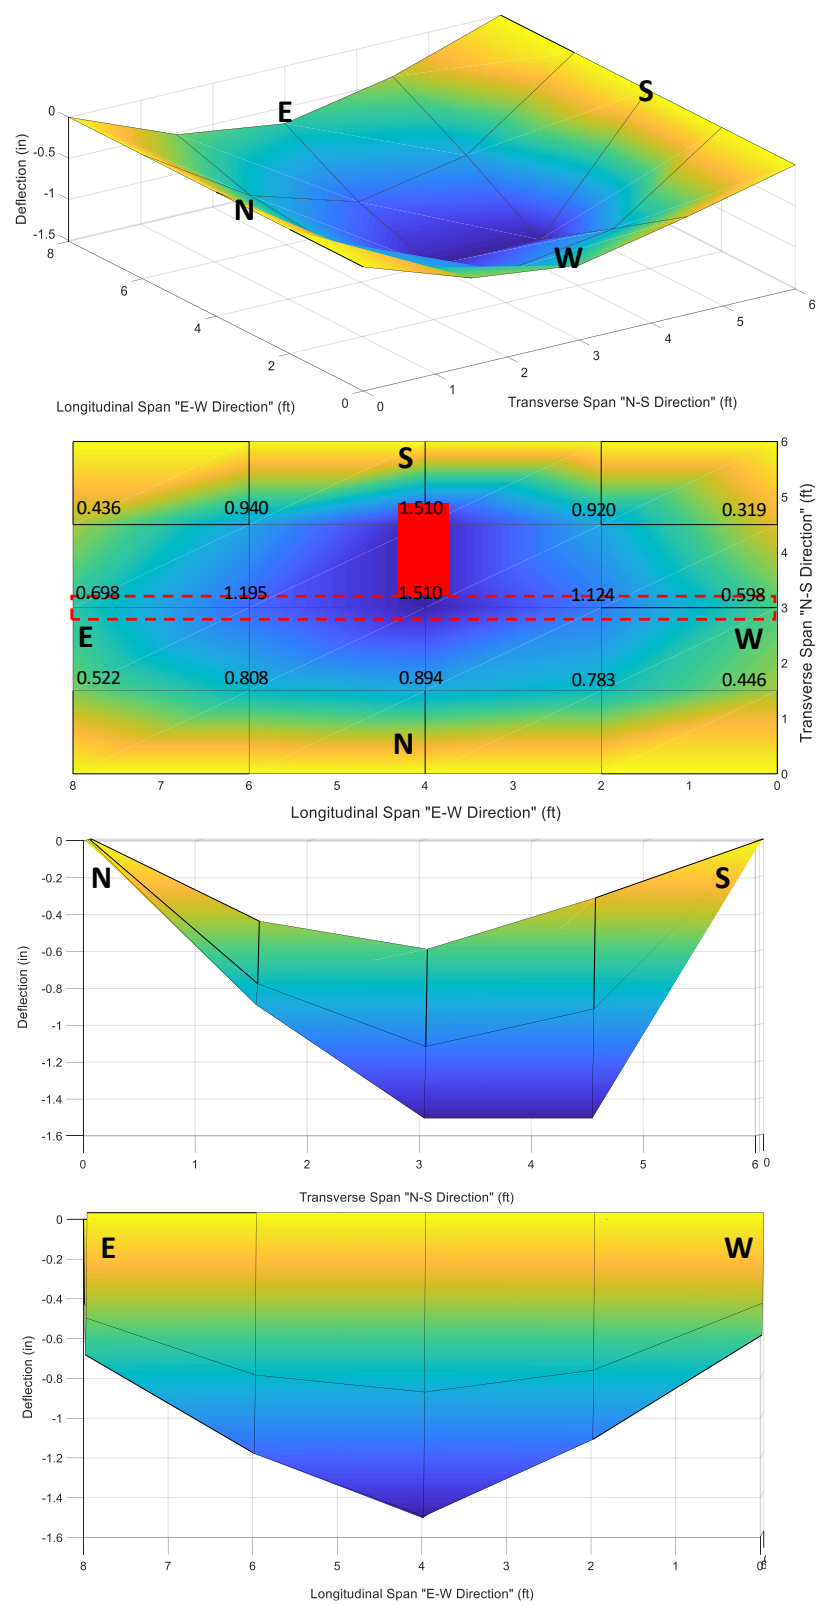 S
E
0
-0.5
N
-1
Deflection (in)
-1.5
W
8
6
6
5
4
4
3
2
2
1
0
0
Longitudinal Span "E-W Direction" (ft)
Transverse Span "N-S Direction" (ft)
6
S
5
0.436 0.940 1.510 0.920 0.319
4
0.698 1.195 1.510 1.124 0.598
3
E W
2
0.522 0.808 0.894 0.783 0.446
1
N
0
8 7 6 5 4 3 2 1 0
Transverse Span "N-S Direction" (ft)
Longitudinal Span "E-W Direction" (ft)
0
N S
-0.2
-0.4
-0.6
-0.8
-1
-1.2
-1.4
-1.6
Deflection (in)
0 1 2 3 4 5 6 0
Transverse Span "N-S Direction" (ft)
0
E W
-0.2
-0.4
-0.6
-0.8
-1
-1.2
-1.4
-1.6
Deflection (in)
8 7 6 5 4 3 2 1 0
Longitudinal Span "E-W Direction" (ft)